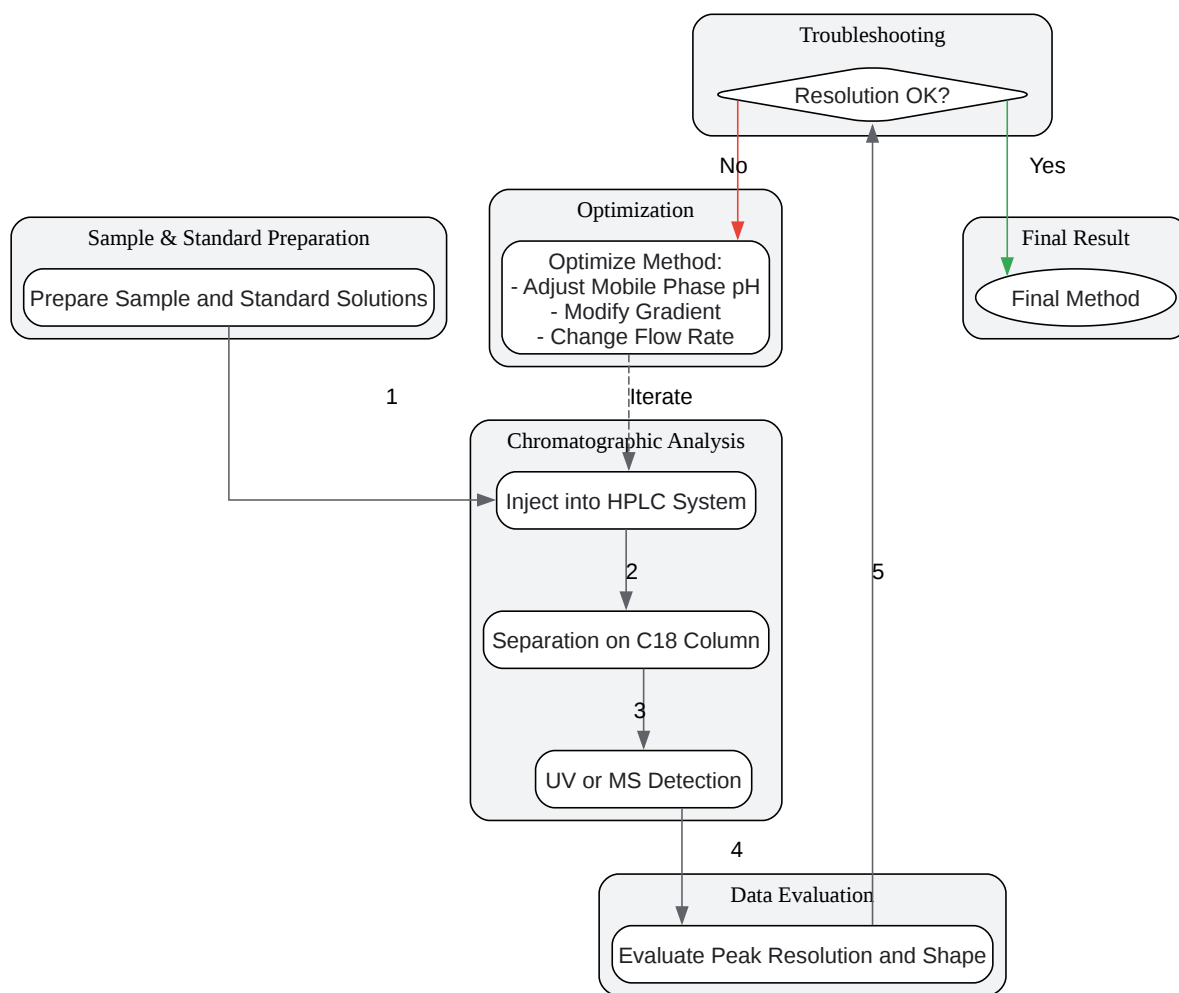 Troubleshooting
Resolution OK?
No
Yes
Optimization
Optimize Method:
- Adjust Mobile Phase pH
- Modify Gradient
- Change Flow Rate
Sample & Standard Preparation
Prepare Sample and Standard Solutions
Final Result
Final Method
1
Iterate
Chromatographic Analysis
Inject into HPLC System
2
5
Separation on C18 Column
3
UV or MS Detection
4
Data Evaluation
Evaluate Peak Resolution and Shape